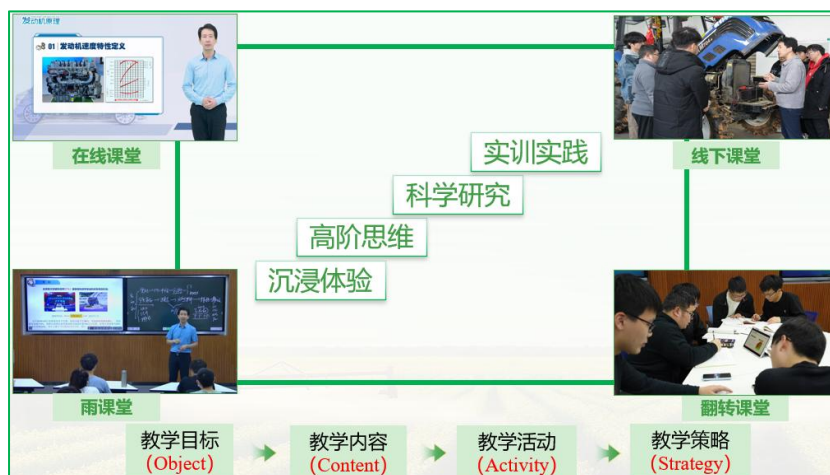 发动机原理
01 发动机速度特性定义
在线课堂
线下课堂
实训实践
科学研究
高阶思维
沉浸体验
雨课堂
翻转课堂
教学目标
(Object)
教学内容
(Content)
教学活动
(Activity)
教学策略
(Strategy)